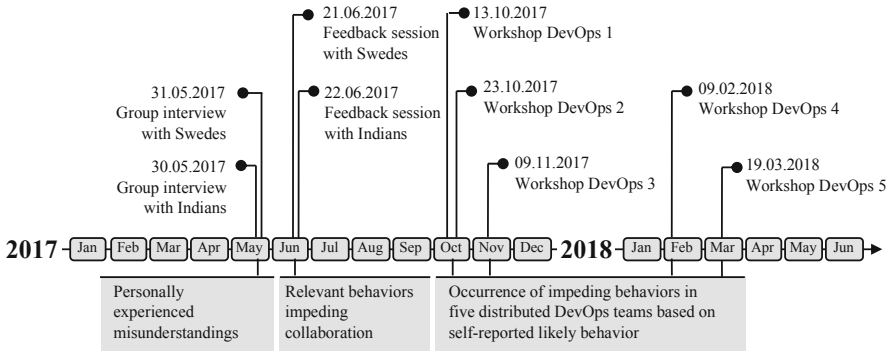 21.06.2017
Feedback session
with Swedes
13.10.2017
Workshop DevOps 1
31.05.2017
Group interview
with Swedes
22.06.2017
Feedback session
with Indians
23.10.2017
Workshop DevOps 2
09.02.2018
Workshop DevOps 4
30.05.2017
Group interview
with Indians
09.11.2017
Workshop DevOps 3
19.03.2018
Workshop DevOps 5
2017 Jan Feb Mar Apr May Jun Jul Aug Sep Oct Nov Dec 2018 Jan Feb Mar Apr May Jun
Personally
experienced
misunderstandings
Relevant behaviors
impeding
collaboration
Occurrence of impeding behaviors in
five distributed DevOps teams based on
self-reported likely behavior